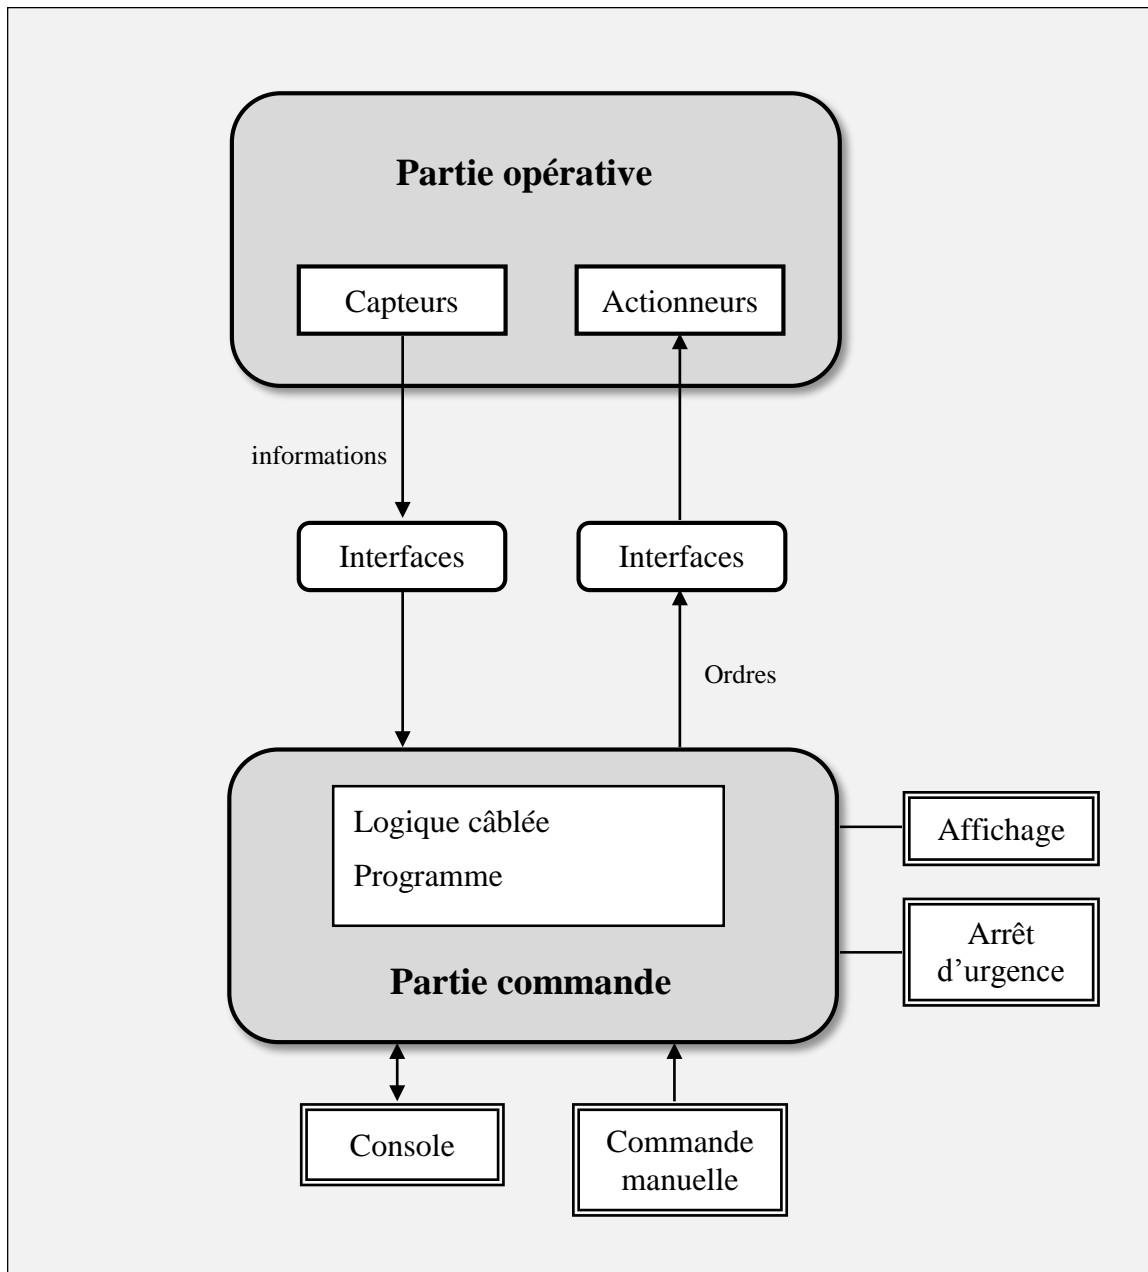 Partie opérative
Capteurs
Actionneurs
informations
Interfaces
Interfaces
Ordres
Logique câblée
Programme
Partie commande
Affichage
Arrêt
d’urgence
Console
Commande
manuelle